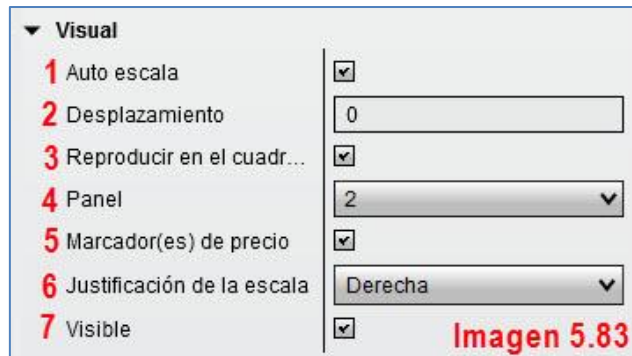 Visual
1 Auto escala
2 Desplazamiento 0
3 Reproducir en el cuadr...
4 Panel 2
5 Marcador(es) de precio
6 Justificación de la escala Derecha
7 Visible
Imagen 5.83